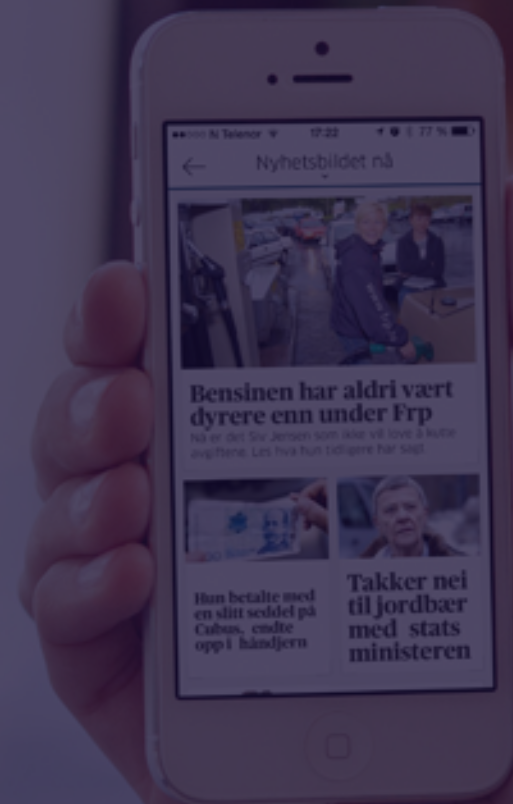 N Telenor 17:22 77 %
Nyhetsbildet nå
Bensinen har aldri vært
dyrere enn under Frp
Nå er det Siv Jensen som ikke vil love å kutte
avgiftene. Les hva hun tidligere har sagt.
Hun betalte med
en slitt seddel på
Cubus, endte
opp i håndjern
Takker nei
til jordbær
med stats
ministeren